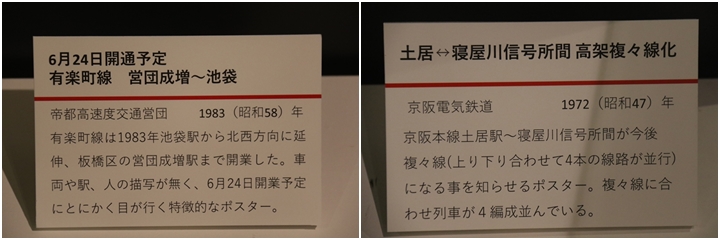 6月24日開通予定
有楽町線　営団成増～池袋
帝都高速度交通営団　　1983（昭和58）年
有楽町線は1983年池袋駅から北西方向に延
伸、板橋区の営団成増駅まで開業した。車
両や駅、人の描写が無く、6月24日開業予定
にとにかく目が行く特徴的なポスター。
土居↔寝屋川信号所間 高架複々線化
京阪電気鉄道　　1972（昭和47）年
京阪本線土居駅～寝屋川信号所間が今後
複々線(上り下り合わせて4本の線路が並行)
になる事を知らせるポスター。複々線に合
わせ列車が４編成並んでいる。